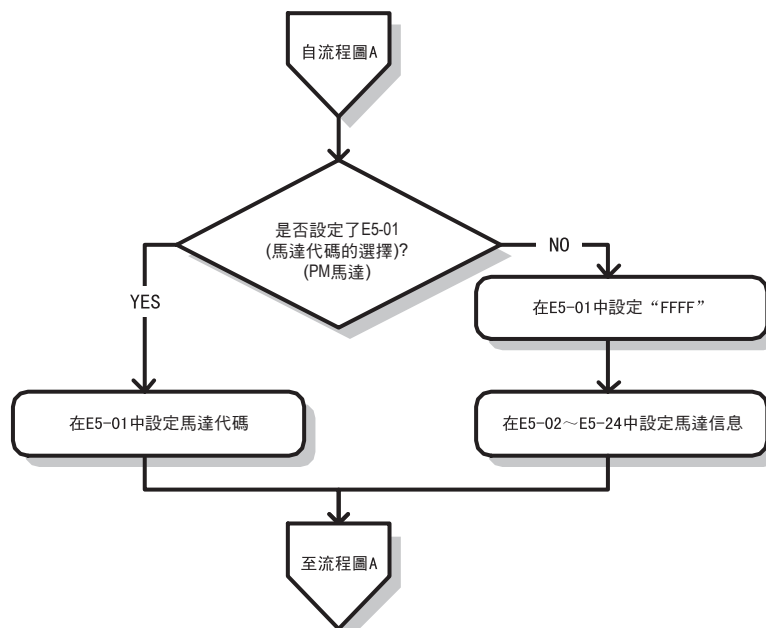 自流程圖A
是否設定了E5-01
(馬達代碼的選擇)?
(PM馬達)
NO
YES
在E5-01中設定“FFFF”
在E5-01中設定馬達代碼
在E5-02～E5-24中設定馬達信息
至流程圖A